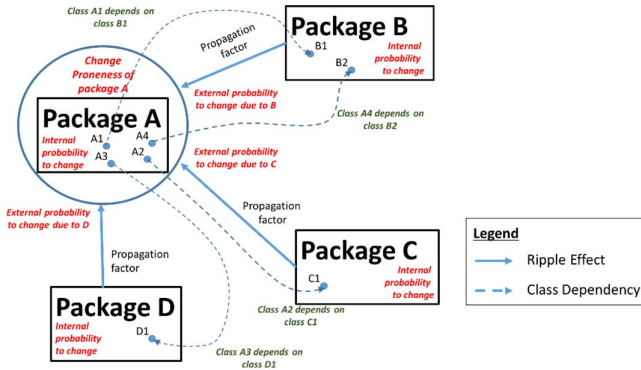 Class A1 depends on
class B1
Package B
B1
Internal
probability
to change
B2
Propagation
factor
Change
Proneness of
package A
External probability
to change due to B
Class A4 depends on
class B2
Package A
Internal
probability
to change
A1
A4
A3
A2
External probability
to change due to C
External probability
to change due to D
Propagation
factor
Propagation
factor
Package C
Internal
probability
to change
C1
Class A2 depends on
class C1
Package D
Internal
probability
to change
D1
Class A3 depends on
class D1
Legend
Ripple Effect
Class Dependency